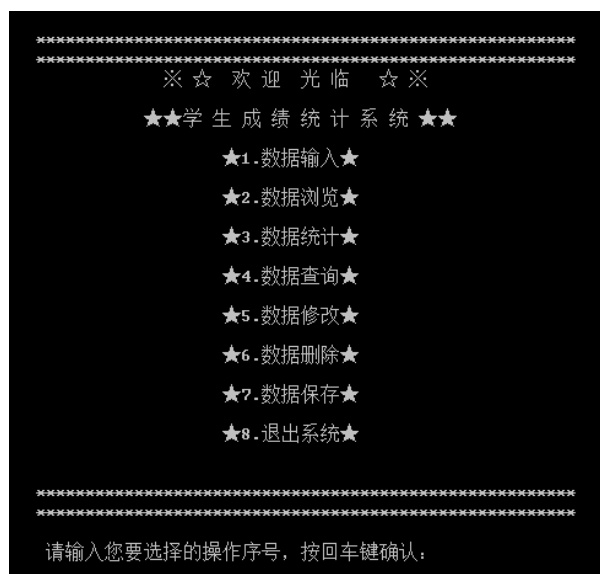 *******************************************************
*******************************************************
※ ☆ 欢 迎 光 临 ☆ ※
★★学 生 成 绩 统 计 系 统 ★★
★1.数据输入★
★2.数据浏览★
★3.数据统计★
★4.数据查询★
★5.数据修改★
★6.数据删除★
★7.数据保存★
★8.退出系统★
*******************************************************
*******************************************************
请输入您要选择的操作序号，按回车键确认：